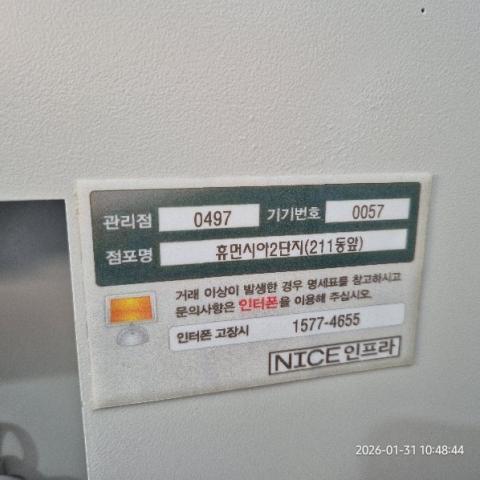 관리점 0497 기기번호 0057
점포명 휴먼시아2단지(211동앞)
거래 이상이 발생한 경우 명세표를 참고하시고
문의사항은 인터폰을 이용해 주십시오.
인터폰 고장시 1577-4655
NICE인프라
2026-01-31 10:48:44